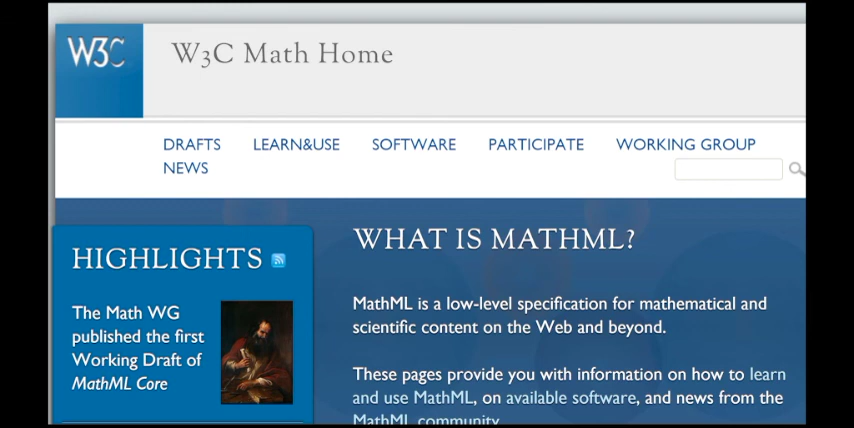 W3C
W3C Math Home
DRAFTS LEARN&USE SOFTWARE PARTICIPATE WORKING GROUP
NEWS
HIGHLIGHTS
The Math WG
published the first
Working Draft of
MathML Core
WHAT IS MATHML?
MathML is a low-level specification for mathematical and
scientific content on the Web and beyond.
These pages provide you with information on how to learn
and use MathML, on available software, and news from the
MathML community.